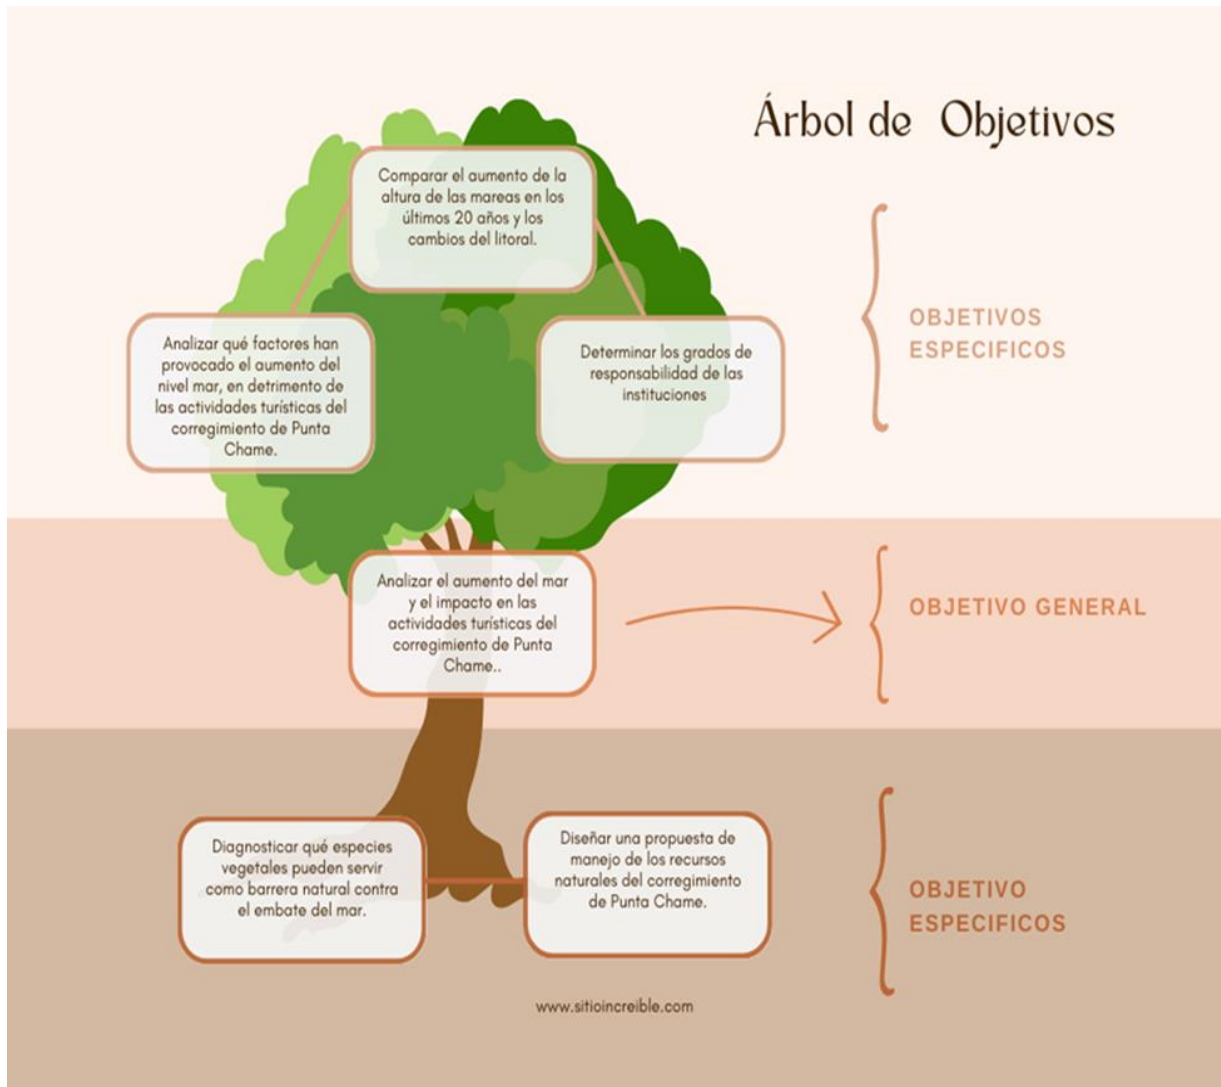 Árbol de Objetivos
Comparar el aumento de la
altura de las mareas en los
últimos 20 años y los
cambios del litoral.
Analizar qué factores han
provocado el aumento del
nivel mar, en detrimento de
las actividades turísticas del
corregimiento de Punta
Chame.
Determinar los grados de
responsabilidad de las
instituciones
OBJETIVOS
ESPECIFICOS
Analizar el aumento del mar
y el impacto en las
actividades turísticas del
corregimiento de Punta
Chame..
OBJETIVO GENERAL
Diagnosticar qué especies
vegetales pueden servir
como barrera natural contra
el embate del mar.
Diseñar una propuesta de
manejo de los recursos
naturales del corregimiento
de Punta Chame.
OBJETIVO
ESPECIFICOS
www.sitioincreible.com